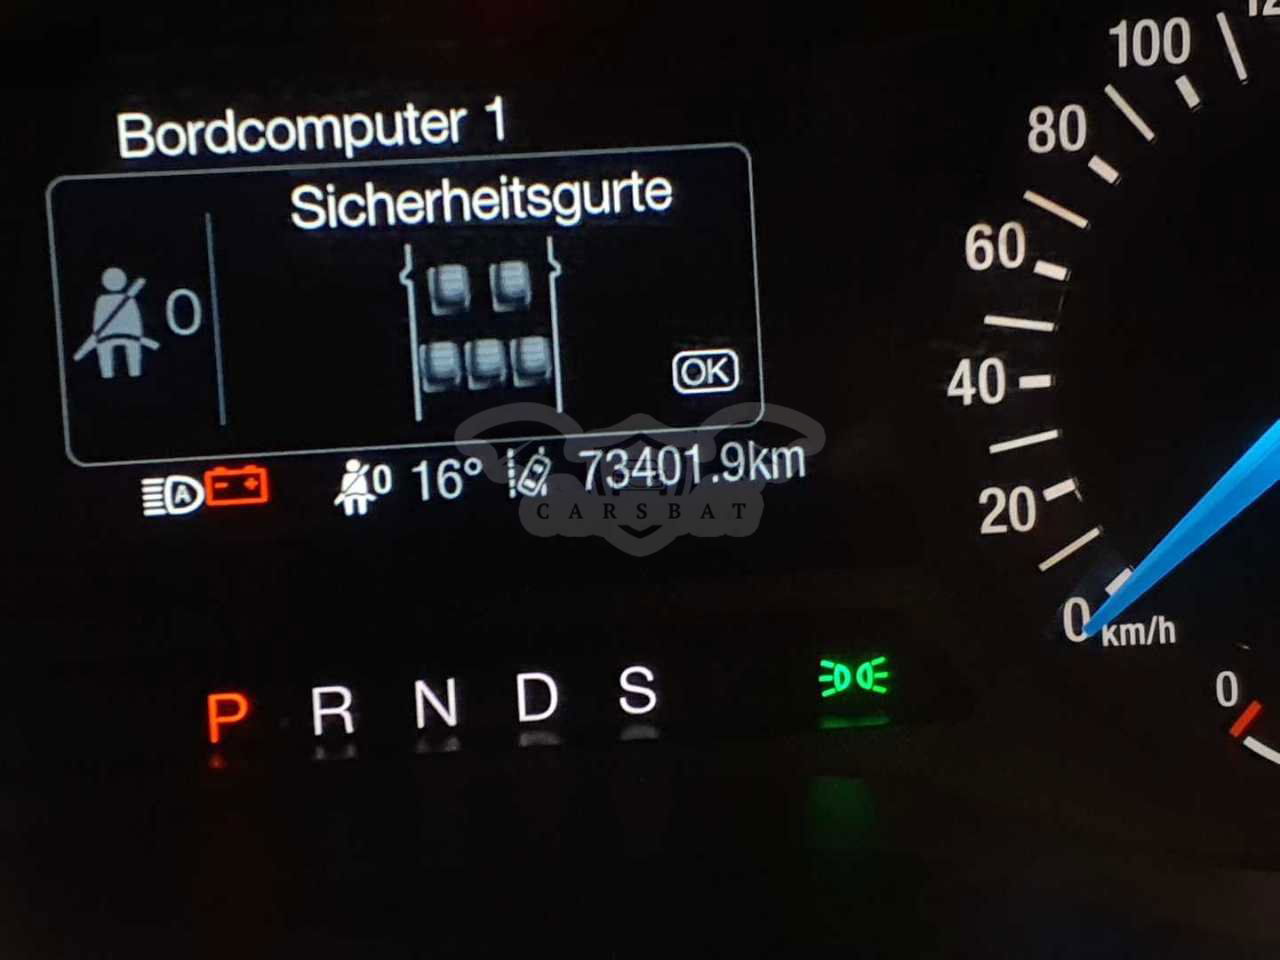 Bordcomputer 1
Sicherheitsgurte
0
OK
A
0 16° 73401.9km
CARSBAT
P R N D S
100
80
60
40
20
0 km/h
0